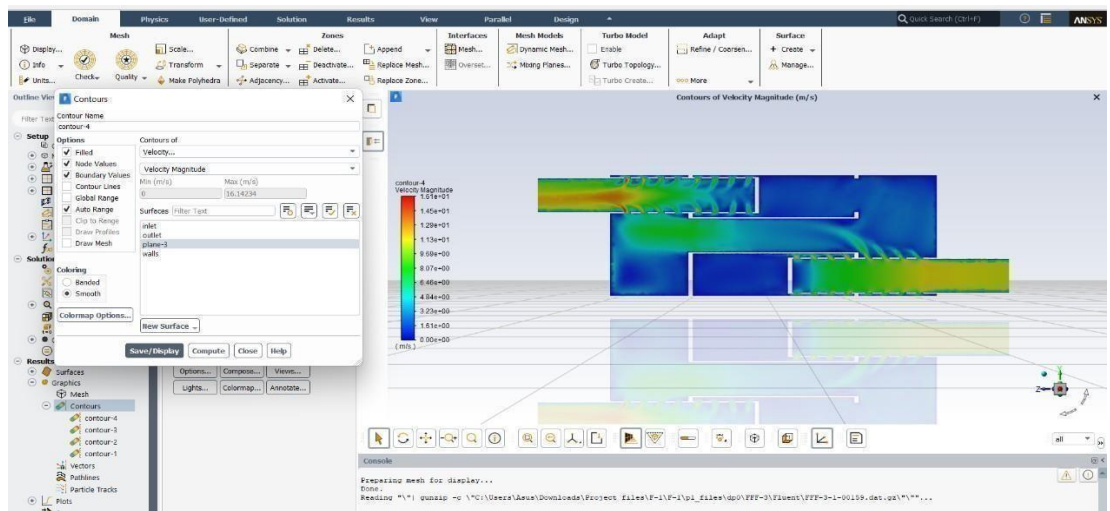 File Domain Physics User-Defined Solution Results View Parallel Design Quick Search (Ctrl+F) ANSYS
Mesh Zones Interfaces Mesh Models Turbo Model Adapt Surface
Display... Scale... Combine Delete... Append Mesh... Dynamic Mesh... Enable Refine / Coarsen... + Create
Info Transform Separate Deactivate... Replace Mesh... Overset... Mixing Planes... Turbo Topology... Manage...
Units... Check Quality Make Polyhedra Adjacency... Activate... Replace Zone... Turbo Create... More
Outline View
Filter Text
Setup
Solution
Results
Surfaces
Graphics
Mesh
Contours
contour-4
contour-3
contour-2
contour-1
Vectors
Pathlines
Particle Tracks
Plots
Contours
Contour Name
contour-4
Options
Filled
Node Values
Boundary Values
Contour Lines
Global Range
Auto Range
Clip to Range
Draw Profiles
Draw Mesh
Coloring
Banded
Smooth
Colormap Options...
Contours of
Velocity...
Velocity Magnitude
Min (m/s) Max (m/s)
0 16.14234
Surfaces Filter Text
inlet
outlet
plane-3
walls
New Surface
Save/Display Compute Close Help
Options... Compose... Views...
Lights... Colormap... Annotate...
Contours of Velocity Magnitude (m/s)
contour-4
Velocity Magnitude
1.61e+01
1.45e+01
1.29e+01
1.13e+01
9.69e+00
8.07e+00
6.46e+00
4.84e+00
3.23e+00
1.61e+00
0.00e+00
( m/s )
Y
Z
all
Console
Preparing mesh for display...
Done.
Reading "\"| gunzip -c \"C:\Users\Asus\Downloads\Project files\F-1\F-1\p1_files\dp0\FFF-3\Fluent\FFF-3-1-00159.dat.gz\"\""...